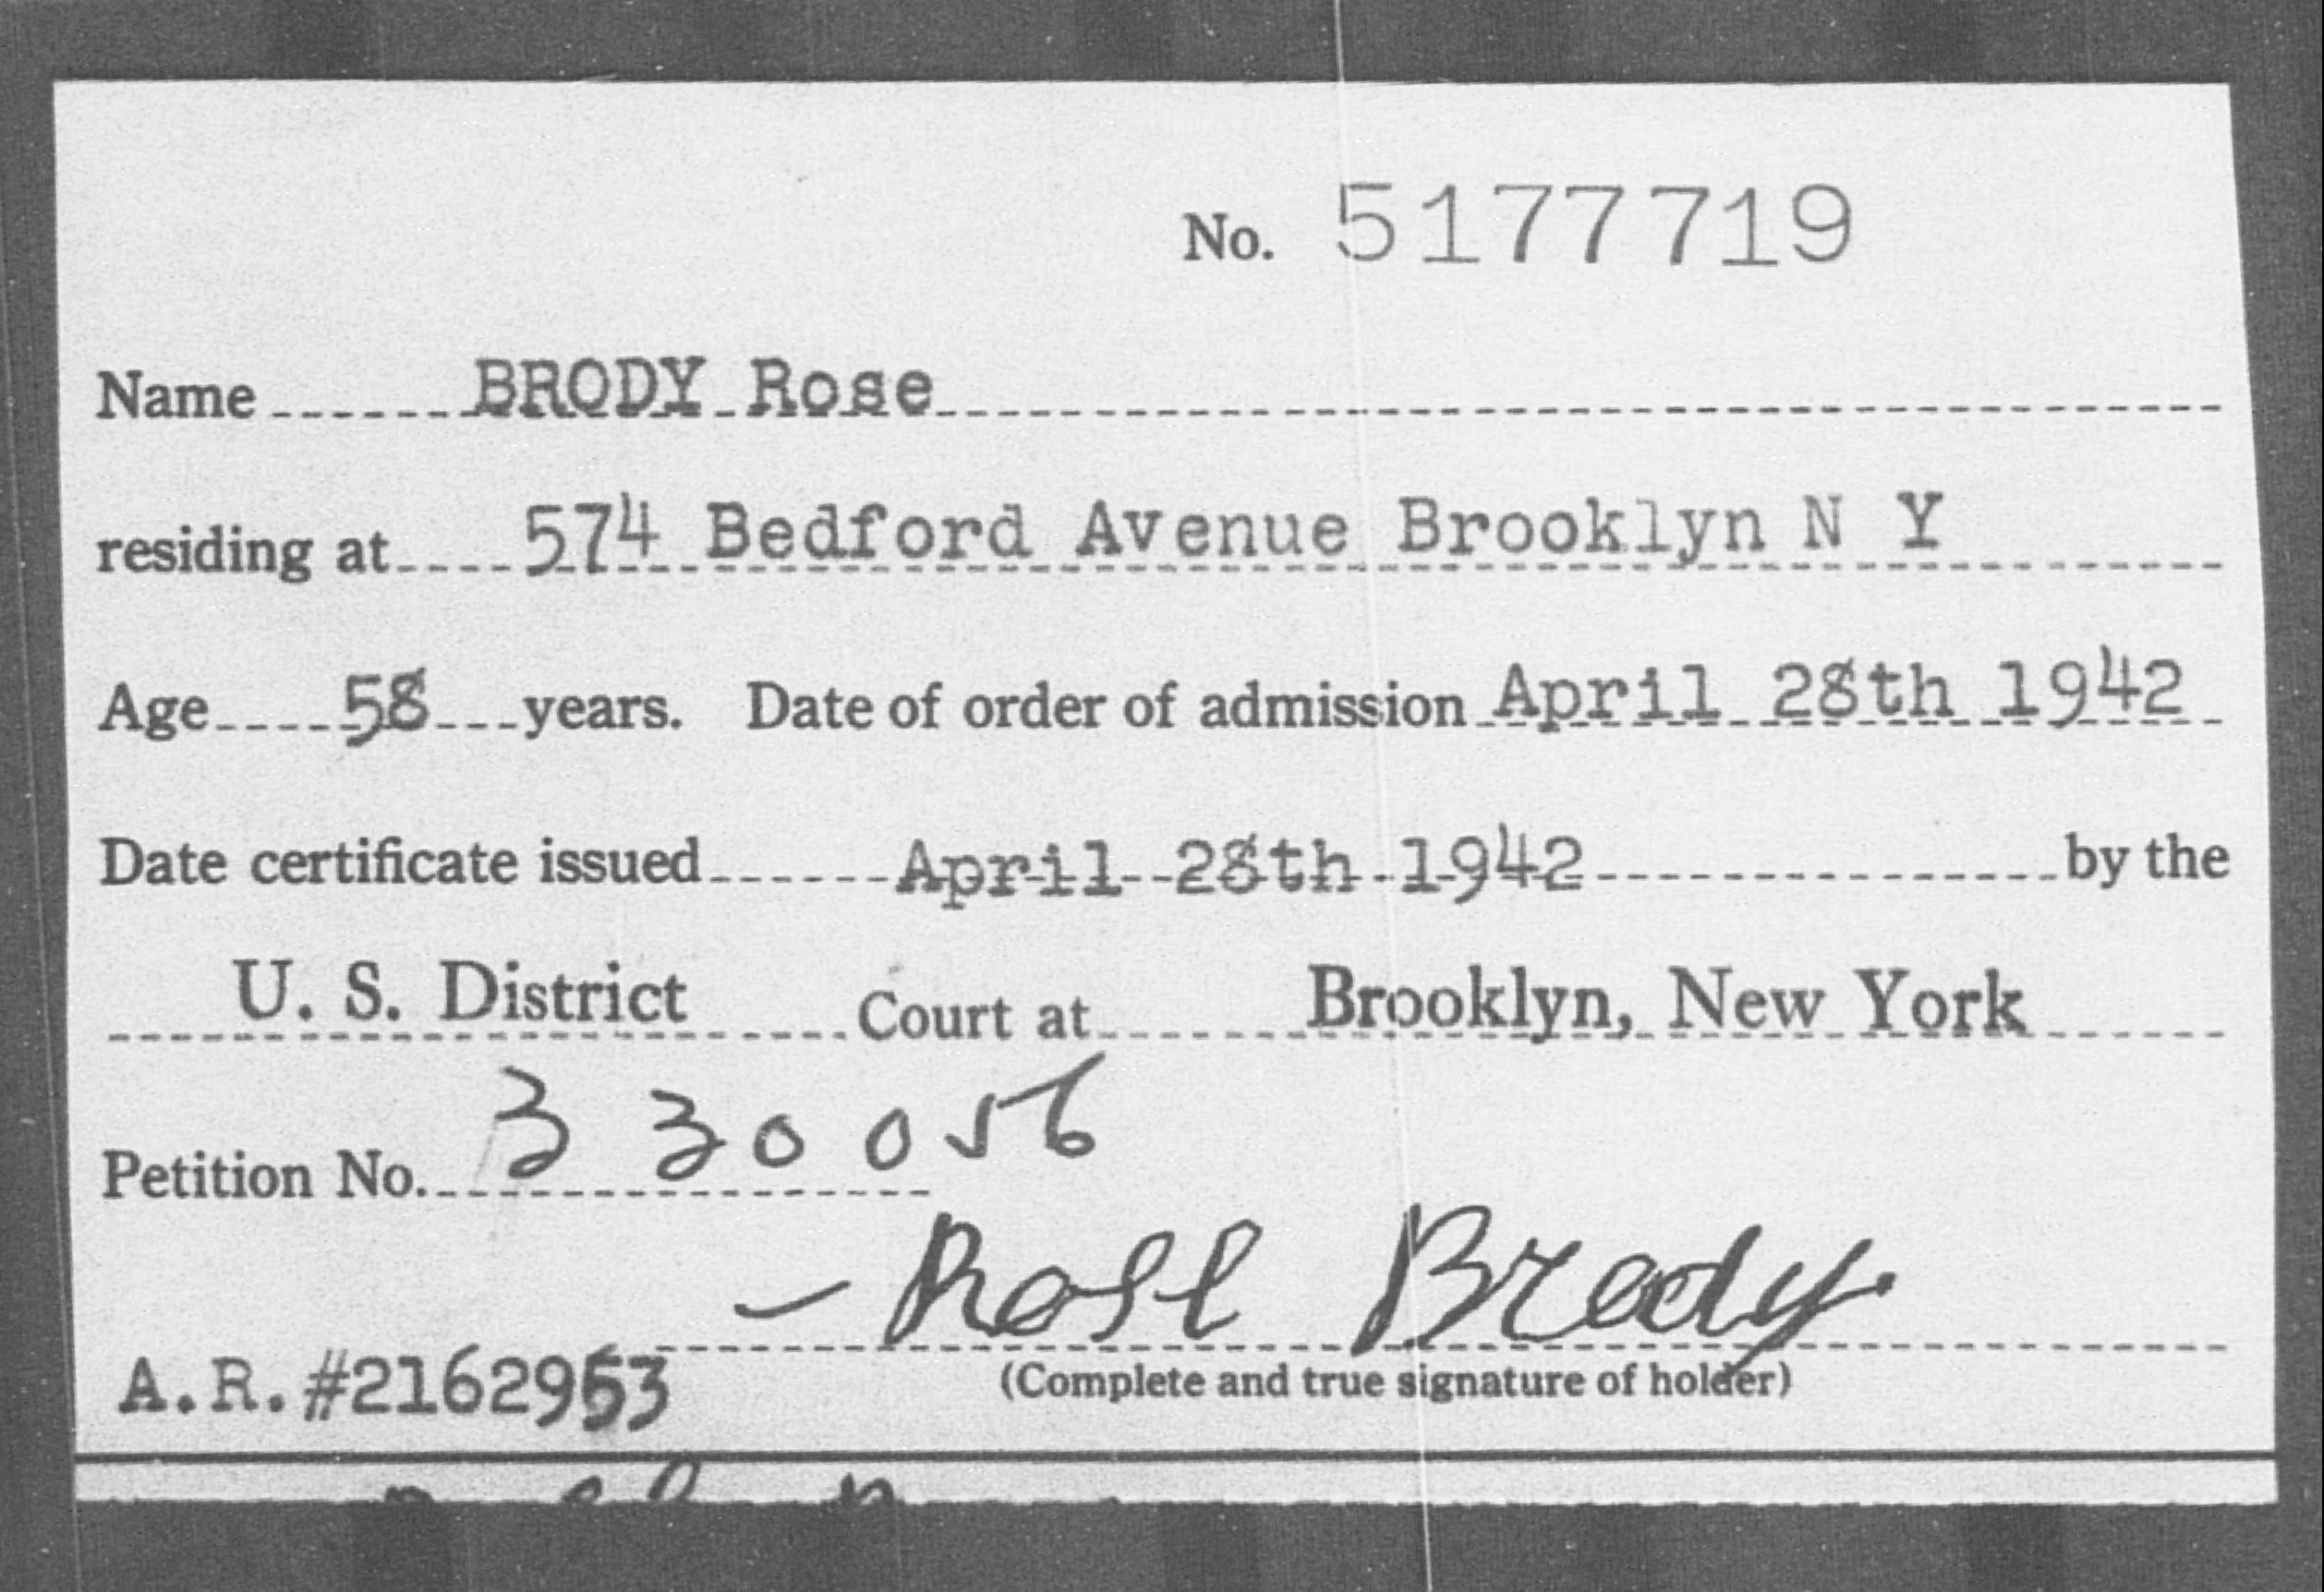 No. 5177719
Name BRODY Rose
residing at 574 Bedford Avenue Brooklyn N Y
Age 58 years. Date of order of admission April 28th 1942
Date certificate issued April 28th 1942 by the
U. S. District Court at Brooklyn, New York
Petition No. 330056
Rose Brody
(Complete and true signature of holder)
A.R.#2162953